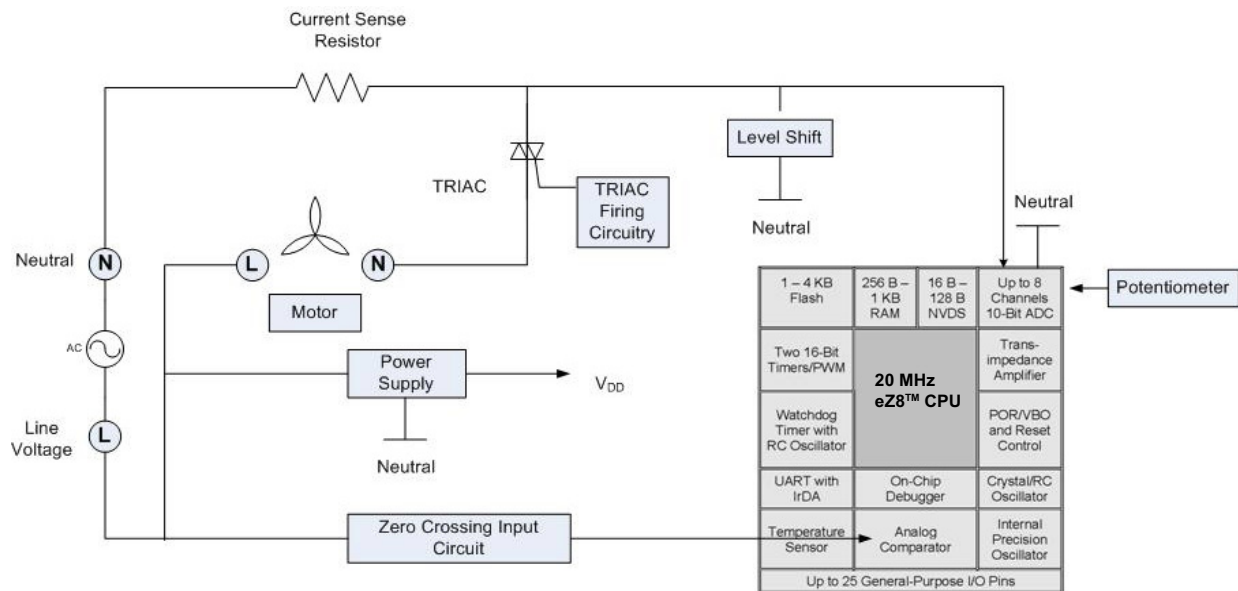 Current Sense
Resistor
Level Shift
TRIAC
TRIAC
Firing
Circuitry
Neutral
Neutral
Neutral
N
L
N
Motor
AC
Power
Supply
VDD
Line
Voltage
L
Neutral
Zero Crossing Input
Circuit
Potentiometer
1 – 4 KB
Flash
256 B –
1 KB
RAM
16 B –
128 B
NVDS
Up to 8
Channels
10-Bit ADC
Two 16-Bit
Timers/PWM
20 MHz
eZ8™ CPU
Trans-
impedance
Amplifier
Watchdog
Timer with
RC Oscillator
POR/VBO
and Reset
Control
UART with
IrDA
On-Chip
Debugger
Crystal/RC
Oscillator
Temperature
Sensor
Analog
Comparator
Internal
Precision
Oscillator
Up to 25 General-Purpose I/O Pins